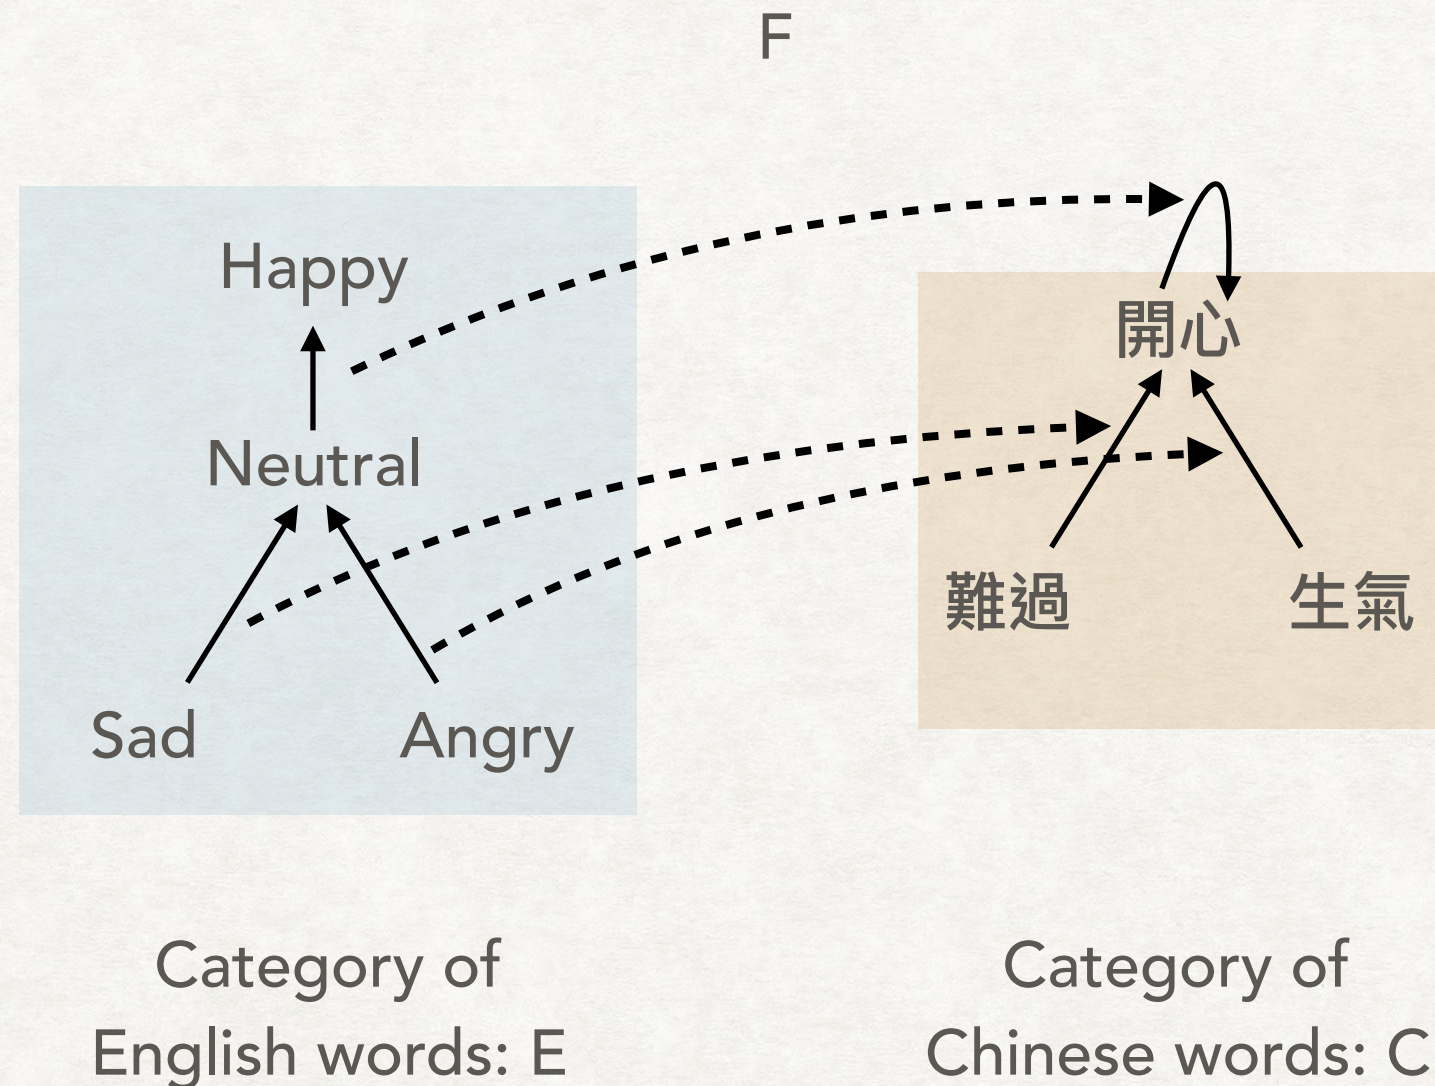 F
Happy
開心
Neutral
難過
生氣
Sad
Angry
Category of
English words: E
Category of
Chinese words: C